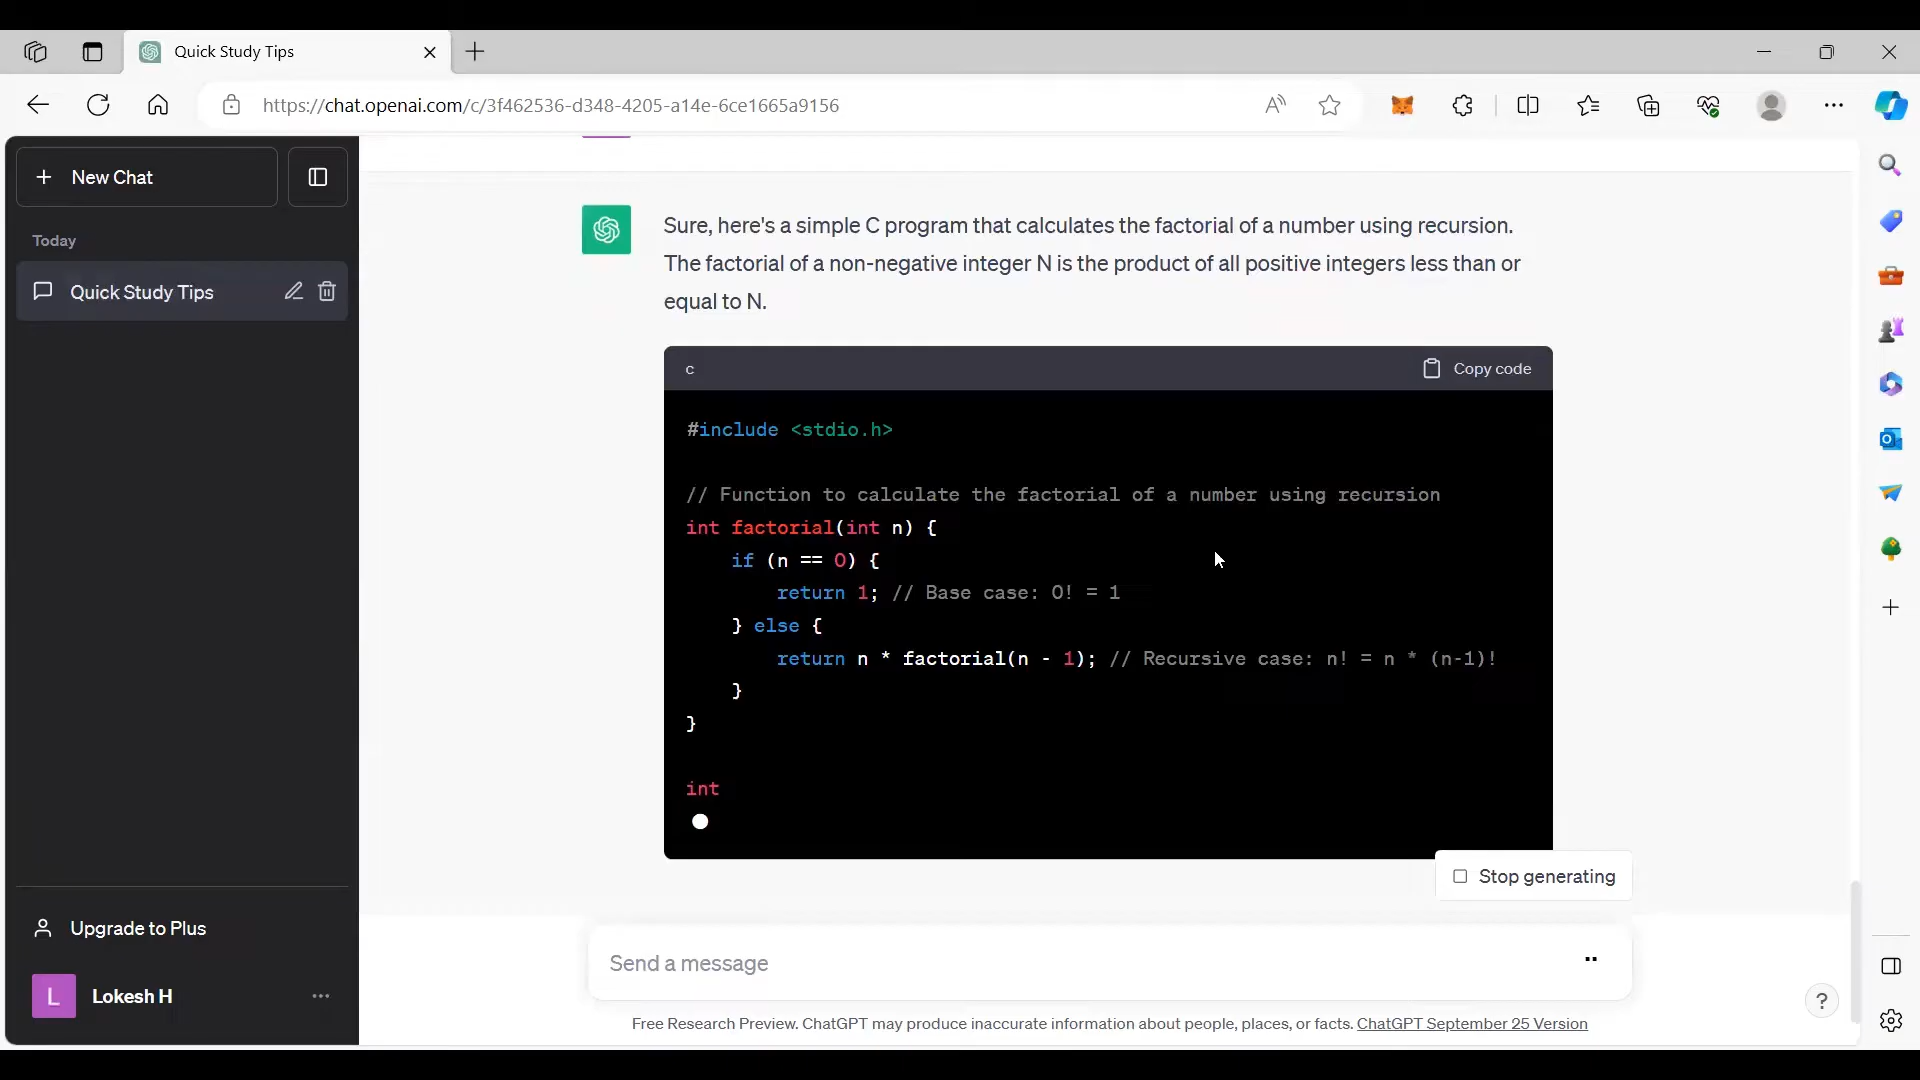 Quick Study Tips
https://chat.openai.com/c/3f462536-d348-4205-a14e-6ce1665a9156
New Chat
Today
Quick Study Tips
Sure, here's a simple C program that calculates the factorial of a number using recursion.
The factorial of a non-negative integer N is the product of all positive integers less than or
equal to N.
c
Copy code
#include <stdio.h>
// Function to calculate the factorial of a number using recursion
int factorial(int n) {
    if (n == 0) {
        return 1; // Base case: 0! = 1
    } else {
        return n * factorial(n - 1); // Recursive case: n! = n * (n-1)!
    }
}
int
Stop generating
Upgrade to Plus
Send a message
L
Lokesh H
Free Research Preview. ChatGPT may produce inaccurate information about people, places, or facts. ChatGPT September 25 Version
?